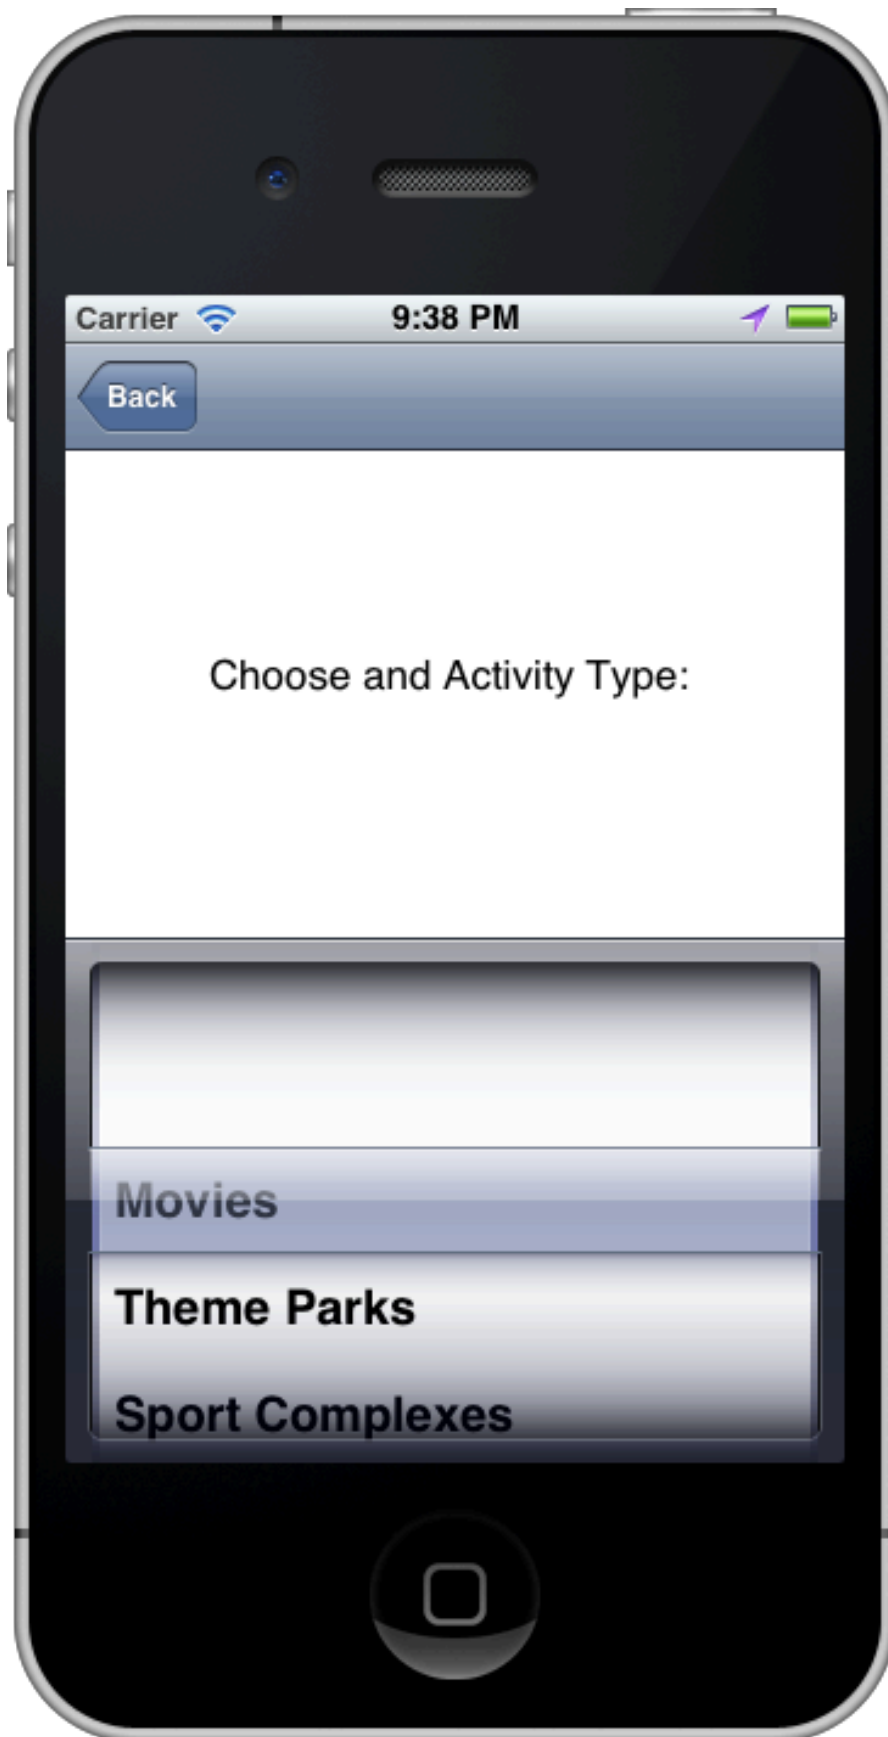 Carrier 9:38 PM
Back
Choose and Activity Type:
Movies
Theme Parks
Sport Complexes